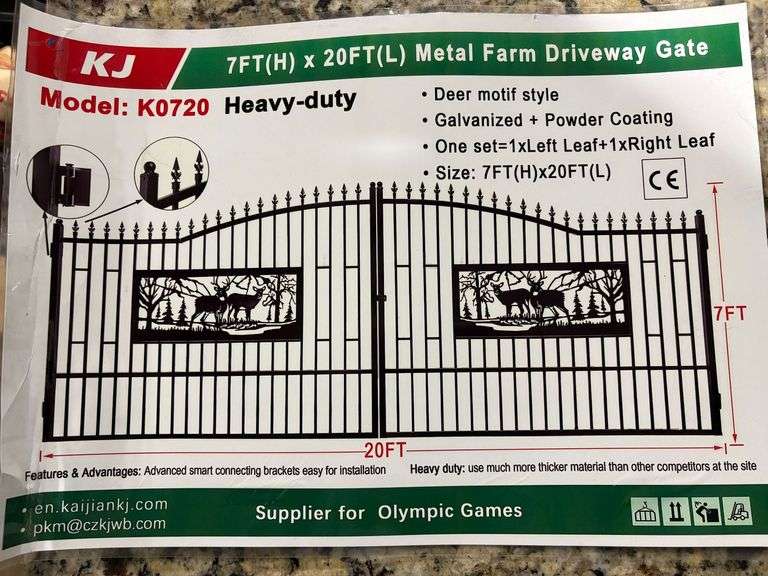 KJ
7FT(H) x 20FT(L) Metal Farm Driveway Gate
Model: K0720 Heavy-duty
• Deer motif style
• Galvanized + Powder Coating
• One set=1xLeft Leaf+1xRight Leaf
• Size: 7FT(H)x20FT(L)
CE
7FT
20FT
Features & Advantages: Advanced smart connecting brackets easy for installation
Heavy duty: use much more thicker material than other competitors at the site
• en.kaijiankj.com
• pkm@czkjwb.com
Supplier for Olympic Games